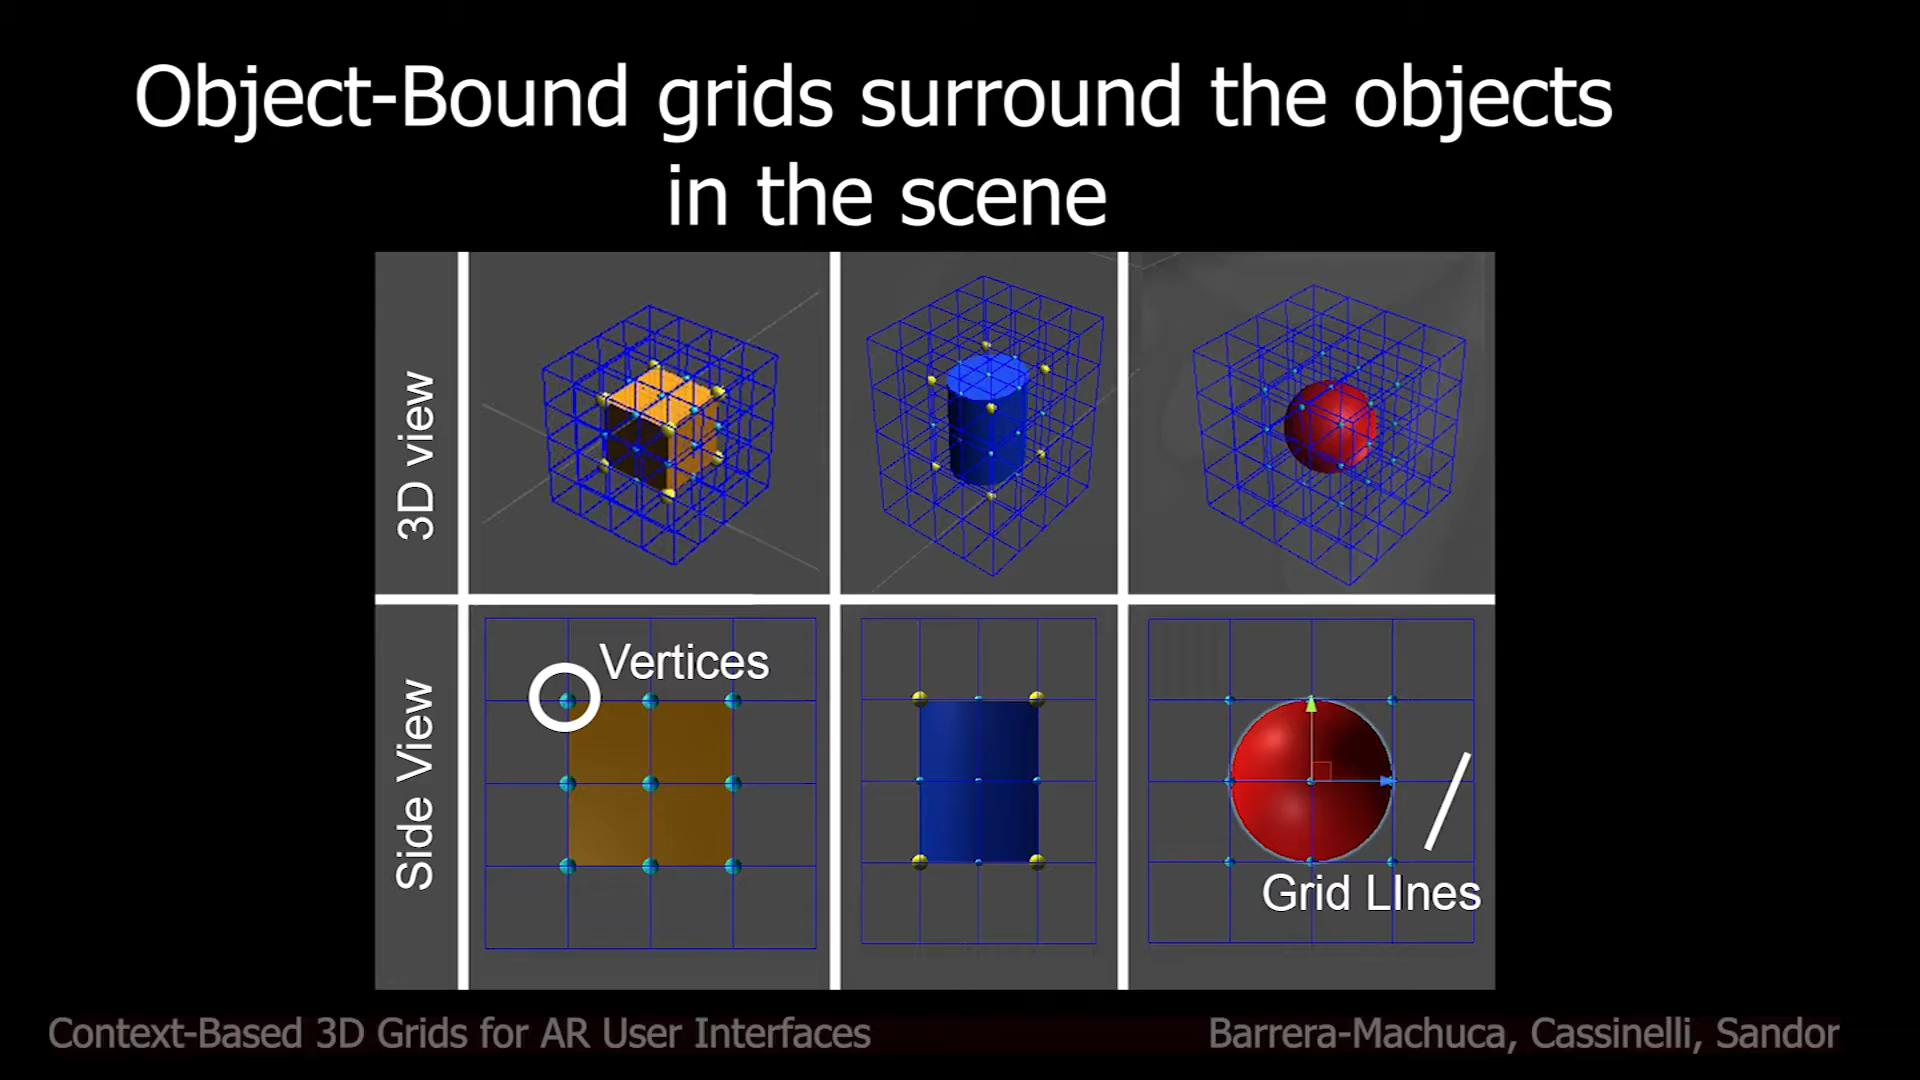 Object-Bound grids surround the objects
in the scene
3D view
Vertices
Side View
Grid LInes
Context-Based 3D Grids for AR User Interfaces
Barrera-Machuca, Cassinelli, Sandor